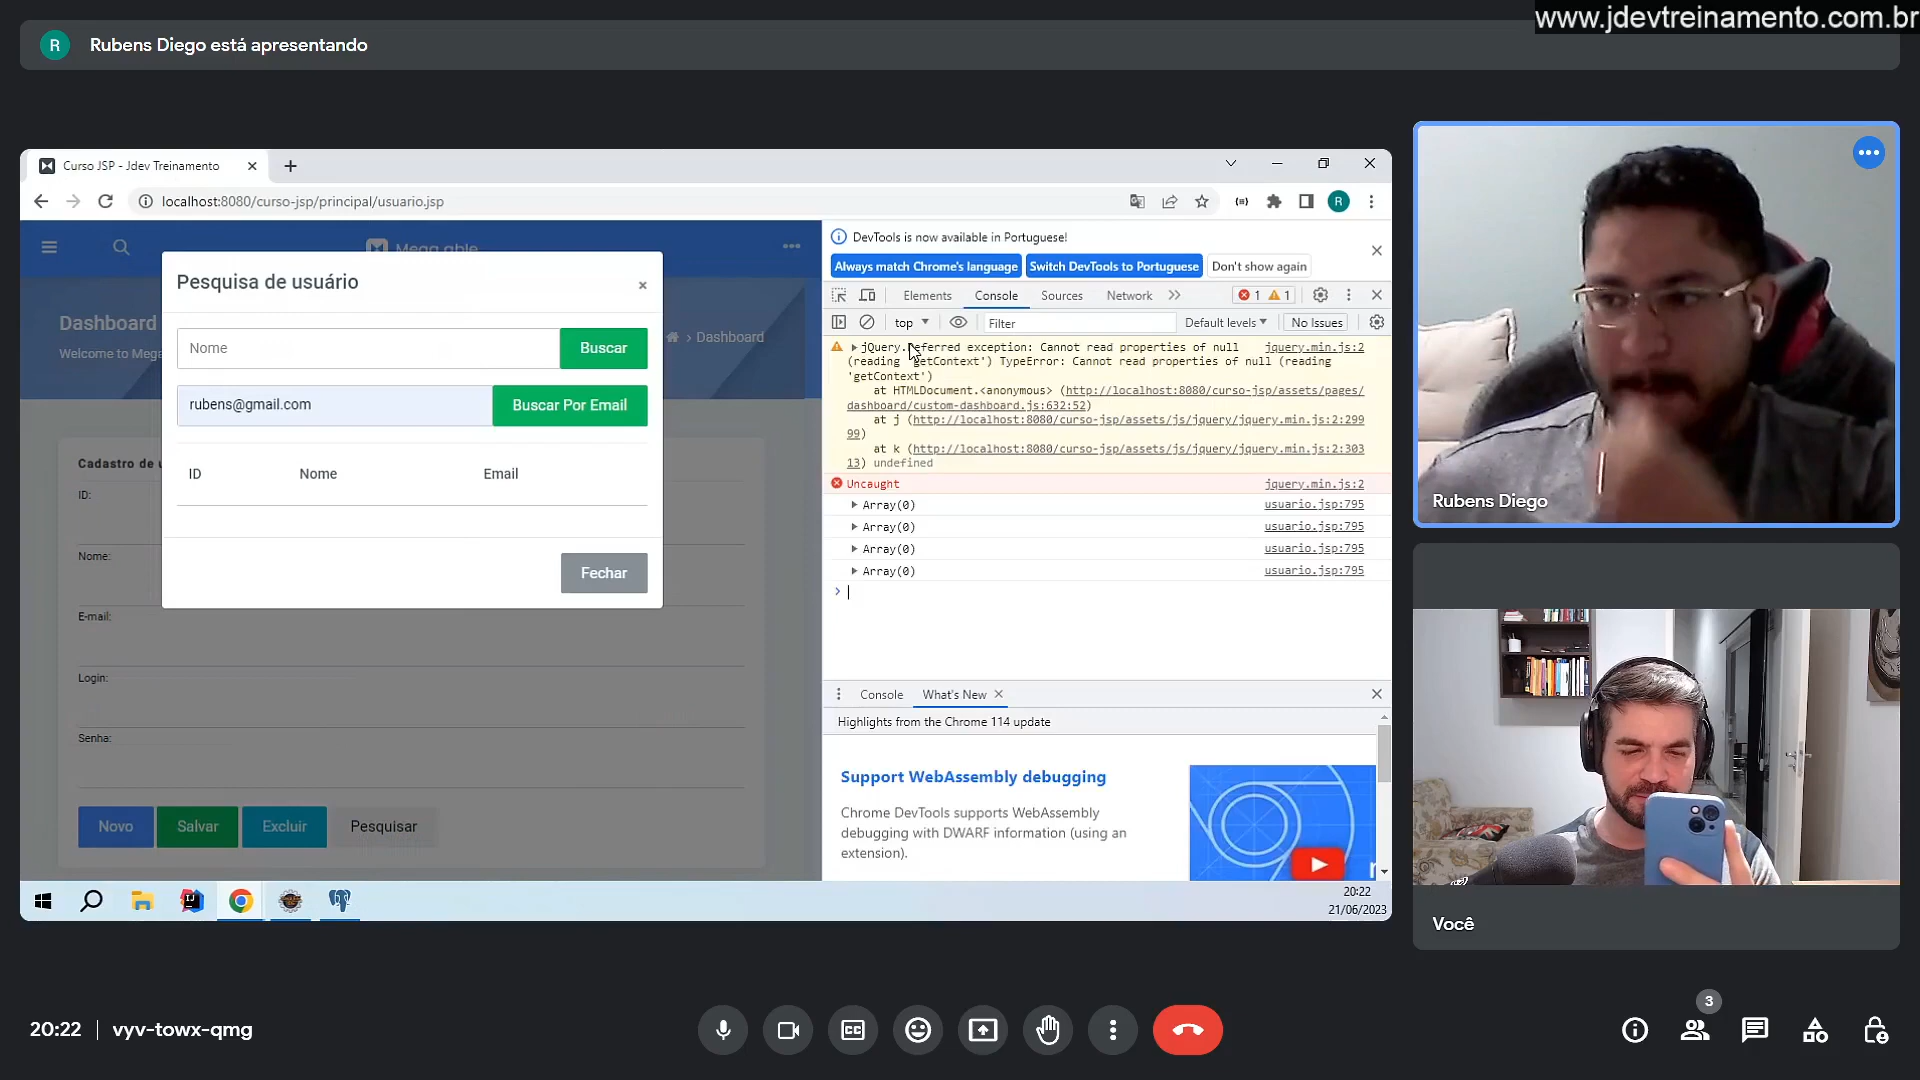 www.jdevtreinamento.com.br
R Rubens Diego está apresentando
Curso JSP - Jdev Treinamento
localhost:8080/curso-jsp/principal/usuario.jsp
R
Mega able
Dashboard
Welcome to Mega
Dashboard
Pesquisa de usuário
×
Nome
Buscar
rubens@gmail.com
Buscar Por Email
ID Nome Email
Fechar
Cadastro de u
ID:
Nome:
E-mail:
Login:
Senha:
Novo Salvar Excluir Pesquisar
DevTools is now available in Portuguese!
Always match Chrome's language Switch DevTools to Portuguese Don't show again
Elements Console Sources Network 1 1
top Filter Default levels No Issues
jQuery.Deferred exception: Cannot read properties of null jquery.min.js:2
(reading 'getContext') TypeError: Cannot read properties of null (reading
'getContext')
at HTMLDocument.<anonymous> (http://localhost:8080/curso-jsp/assets/pages/
dashboard/custom-dashboard.js:632:52)
at j (http://localhost:8080/curso-jsp/assets/js/jquery/jquery.min.js:2:299
99)
at k (http://localhost:8080/curso-jsp/assets/js/jquery/jquery.min.js:2:303
13) undefined
Uncaught jquery.min.js:2
Array(0) usuario.jsp:795
Array(0) usuario.jsp:795
Array(0) usuario.jsp:795
Array(0) usuario.jsp:795
Console What's New
Highlights from the Chrome 114 update
Support WebAssembly debugging
Chrome DevTools supports WebAssembly
debugging with DWARF information (using an
extension).
20:22
21/06/2023
Rubens Diego
Você
20:22 | vyv-towx-qmg
3